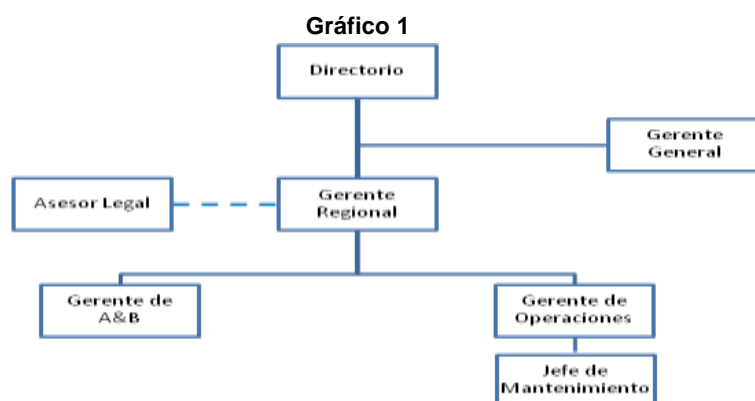 Gráfico 1
Directorio
Gerente
General
Asesor Legal
Gerente
Regional
Gerente de
A&B
Gerente de
Operaciones
Jefe de
Mantenimiento